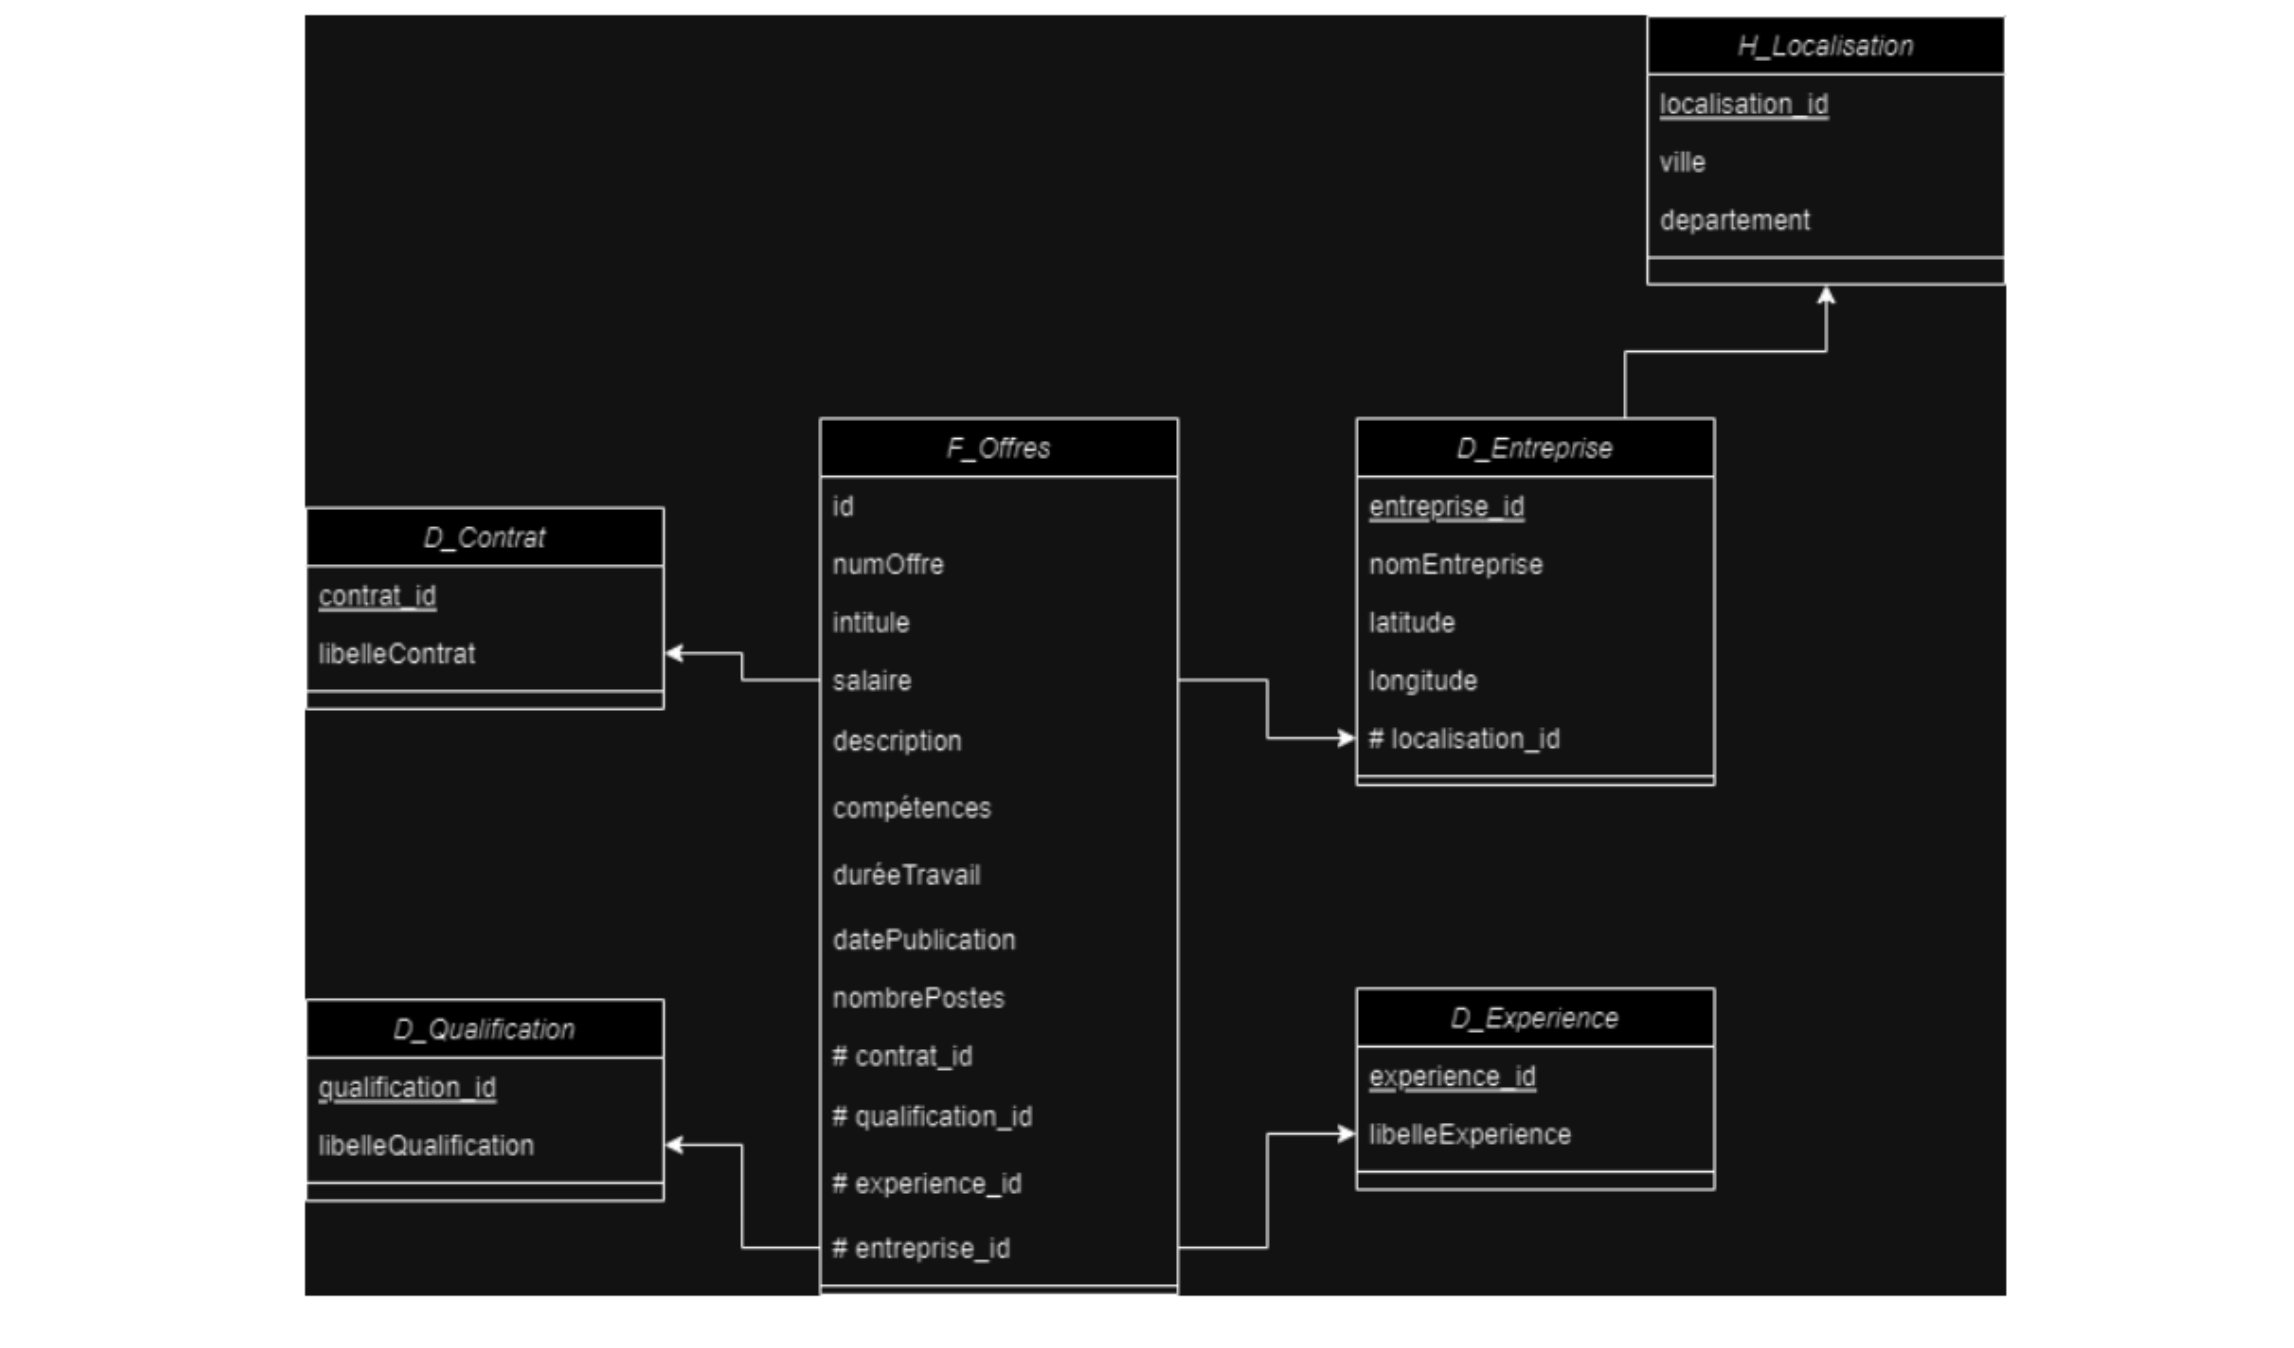 H_Localisation
localisation_id
ville
departement
F_Offres
id
numOffre
intitule
salaire
description
compétences
duréeTravail
datePublication
nombrePostes
# contrat_id
# qualification_id
# experience_id
# entreprise_id
D_Entreprise
entreprise_id
nomEntreprise
latitude
longitude
# localisation_id
D_Contrat
contrat_id
libelleContrat
D_Qualification
qualification_id
libelleQualification
D_Experience
experience_id
libelleExperience